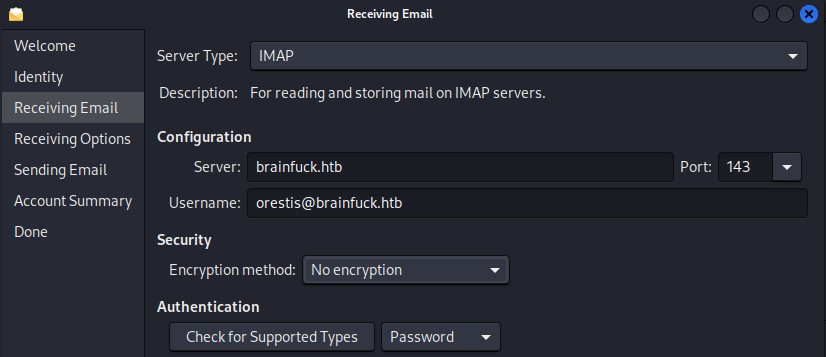 Receiving Email
Welcome
Identity
Receiving Email
Receiving Options
Sending Email
Account Summary
Done
Server Type: IMAP
Description: For reading and storing mail on IMAP servers.
Configuration
Server: brainfuck.htb Port: 143
Username: orestis@brainfuck.htb
Security
Encryption method: No encryption
Authentication
Check for Supported Types Password